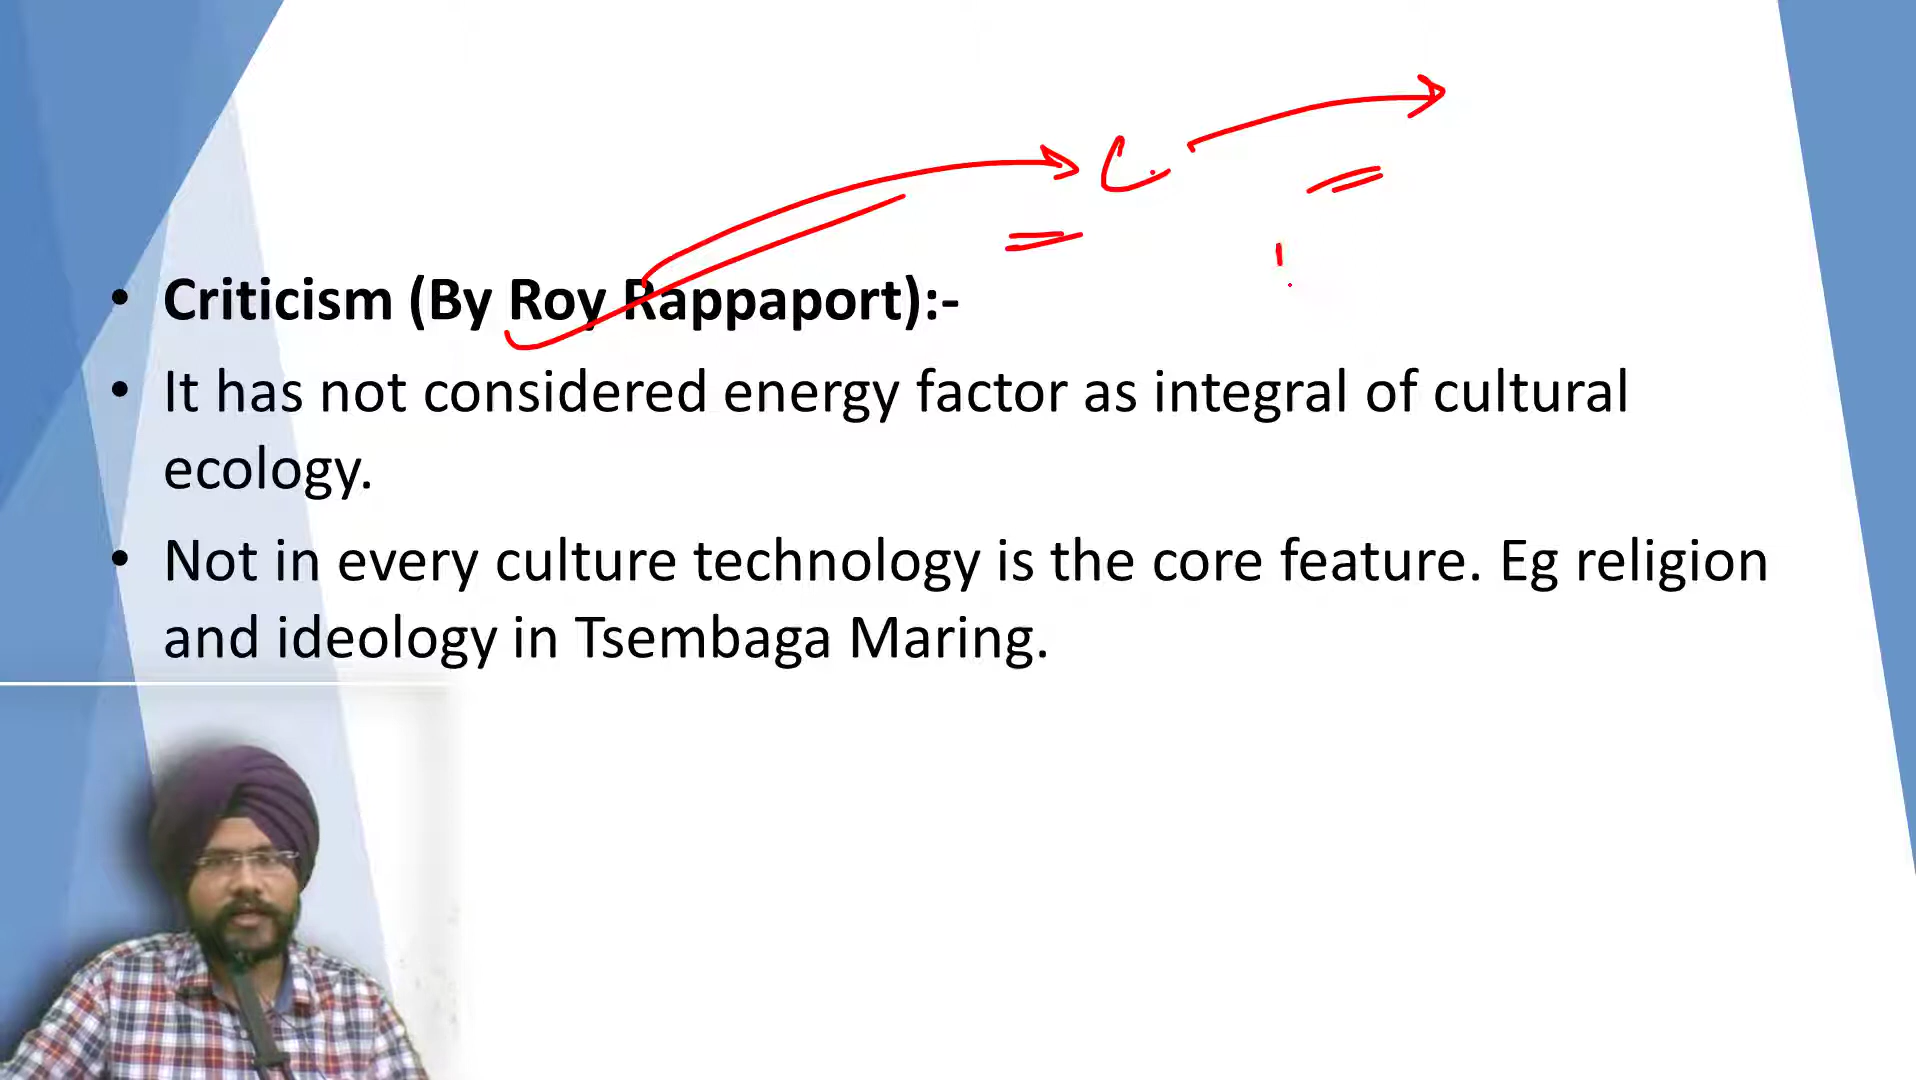 • Criticism (By Roy Rappaport):-
• It has not considered energy factor as integral of cultural
ecology.
• Not in every culture technology is the core feature. Eg religion
and ideology in Tsembaga Maring.